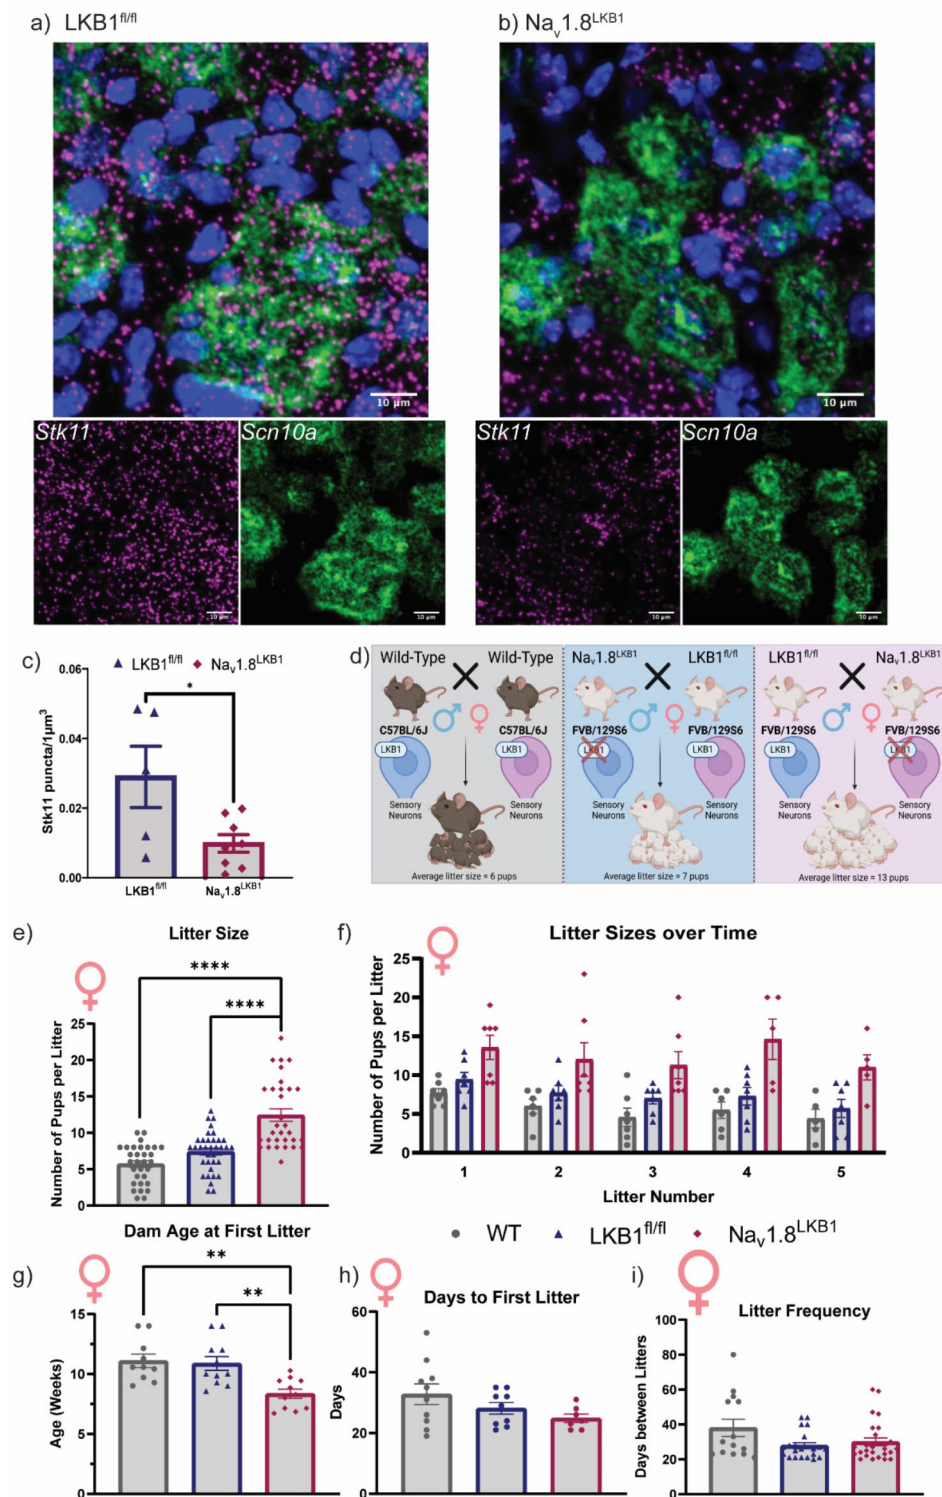 a) LKB1fl/fl
b) Nav1.8LKB1
10 µm
10 µm
Stk11
Scn10a
Stk11
Scn10a
10 µm
10 µm
10 µm
10 µm
c)
▲ LKB1fl/fl ◆ Nav1.8LKB1
0.06
0.04
0.02
0.00
Stk11 puncta/1µm3
*
LKB1fl/fl
Nav1.8LKB1
d)
Wild-Type
Wild-Type
C57BL/6J
C57BL/6J
LKB1
LKB1
Sensory
Neurons
Sensory
Neurons
Average litter size = 6 pups
Nav1.8LKB1
LKB1fl/fl
FVB/129S6
FVB/129S6
LKB1
LKB1
Sensory
Neurons
Sensory
Neurons
Average litter size = 7 pups
LKB1fl/fl
Nav1.8LKB1
FVB/129S6
FVB/129S6
LKB1
LKB1
Sensory
Neurons
Sensory
Neurons
Average litter size = 13 pups
e)
Litter Size
****
****
25
20
15
10
5
0
Number of Pups per Litter
f)
Litter Sizes over Time
25
20
15
10
5
0
Number of Pups per Litter
1 2 3 4 5
Litter Number
● WT ▲ LKB1fl/fl ◆ Nav1.8LKB1
g)
Dam Age at First Litter
**
**
15
10
5
0
Age (Weeks)
h)
Days to First Litter
60
40
20
0
Days
i)
Litter Frequency
100
80
60
40
20
0
Days between Litters